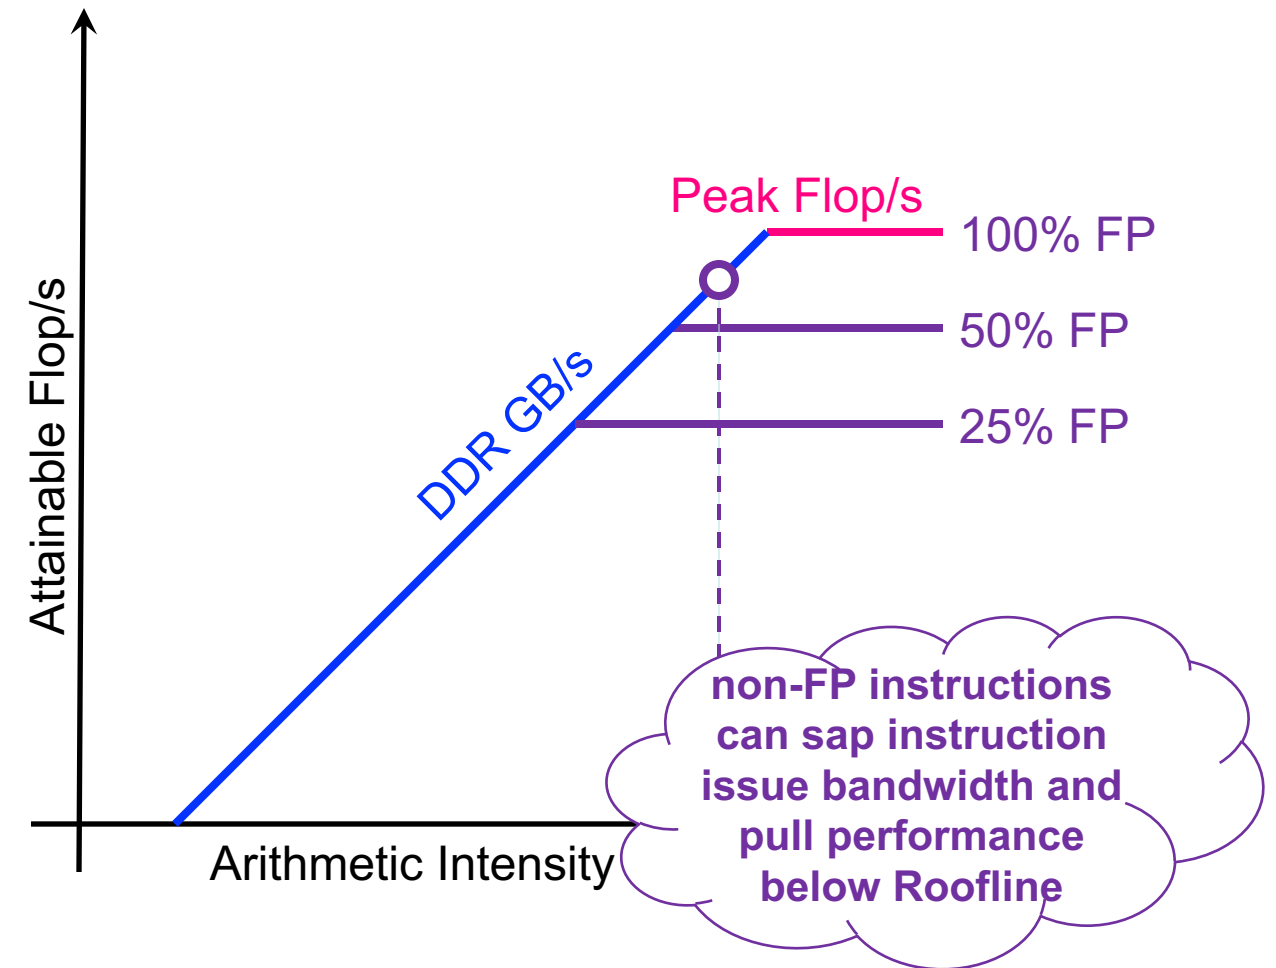 Peak Flop/s
100% FP
50% FP
25% FP
DDR GB/s
Attainable Flop/s
Arithmetic Intensity
non-FP instructions
can sap instruction
issue bandwidth and
pull performance
below Roofline